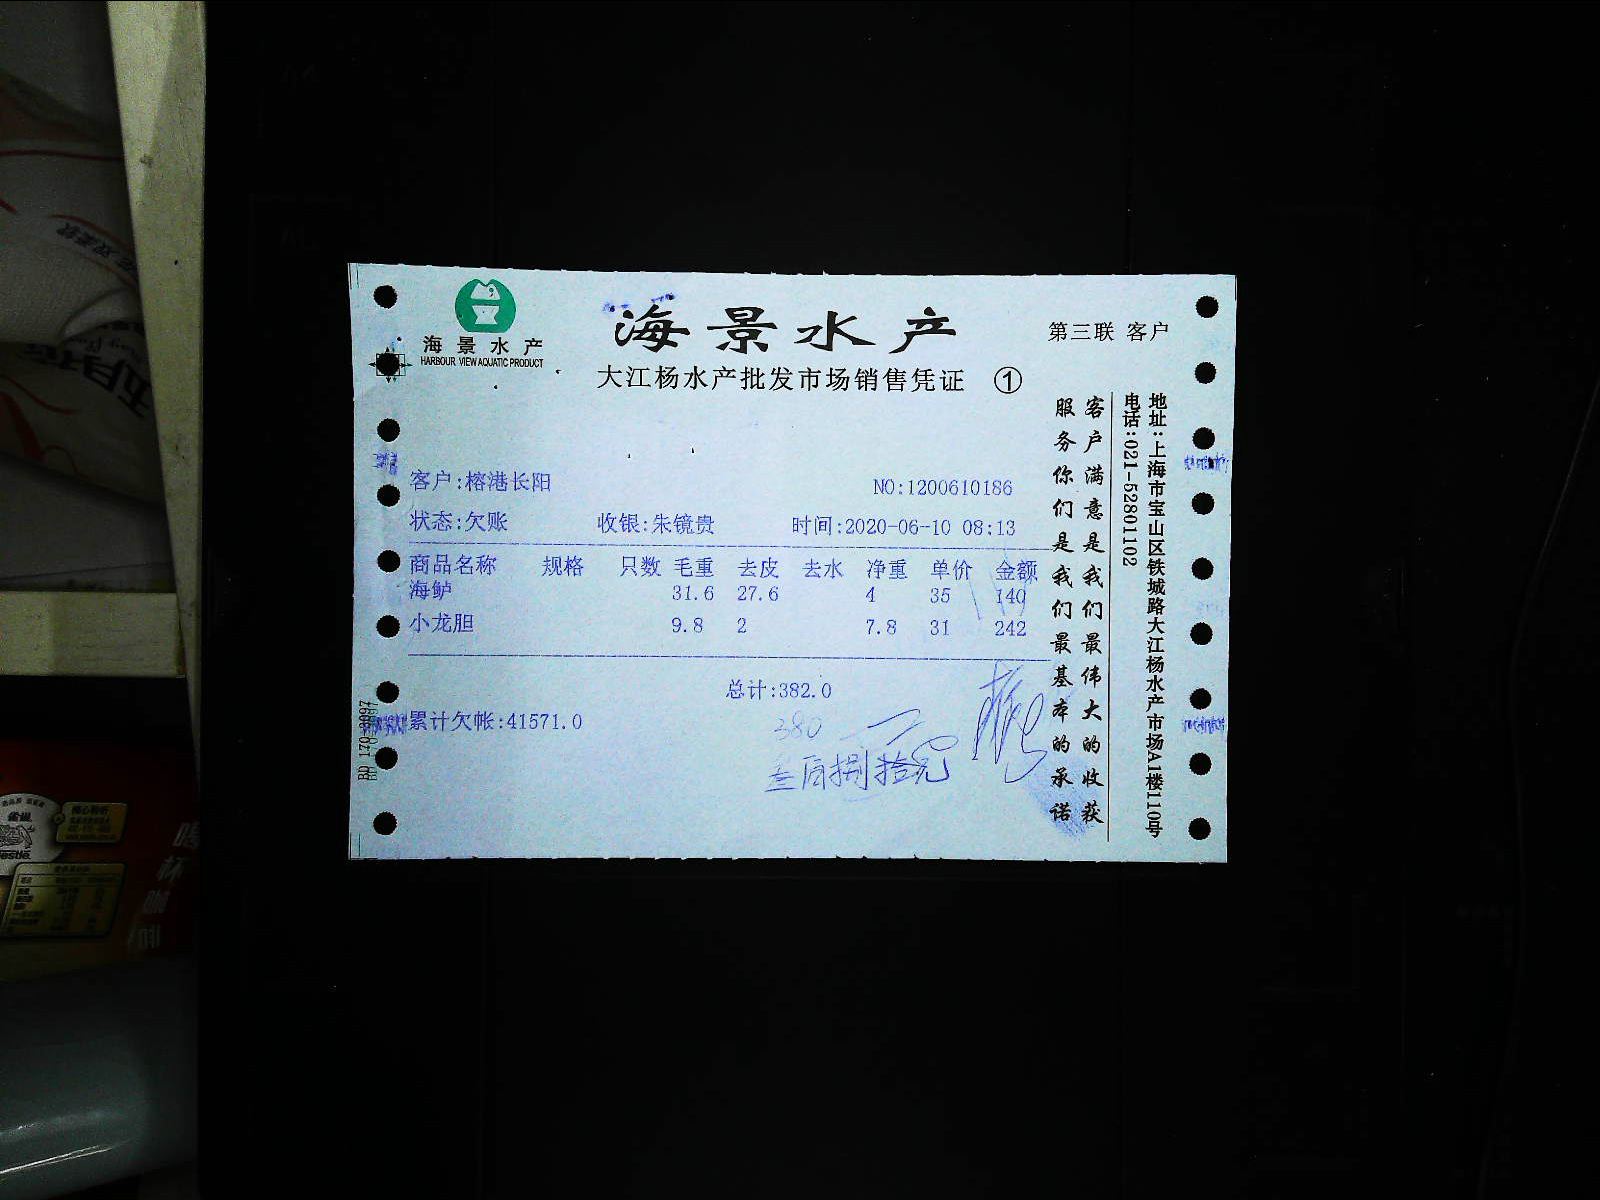 海景水产
HARBOUR VIEW AQUATIC PRODUCT
海景水产
第三联 客户
大江杨水产批发市场销售凭证 ①
客户:榕港长阳
NO:1200610186
状态:欠账 收银:朱镜贵 时间:2020-06-10 08:13
商品名称 规格 只数 毛重 去皮 去水 净重 单价 金额
海鲈 31.6 27.6 4 35 140
小龙胆 9.8 2 7.8 31 242
总计:382.0
累计欠帐:41571.0
380
叁佰捌拾元
客户满意是我们最伟大的收获
服务你们是我们最基本的承诺
地址:上海市宝山区铁城路大江杨水产市场A1楼110号
电话:021-52801102